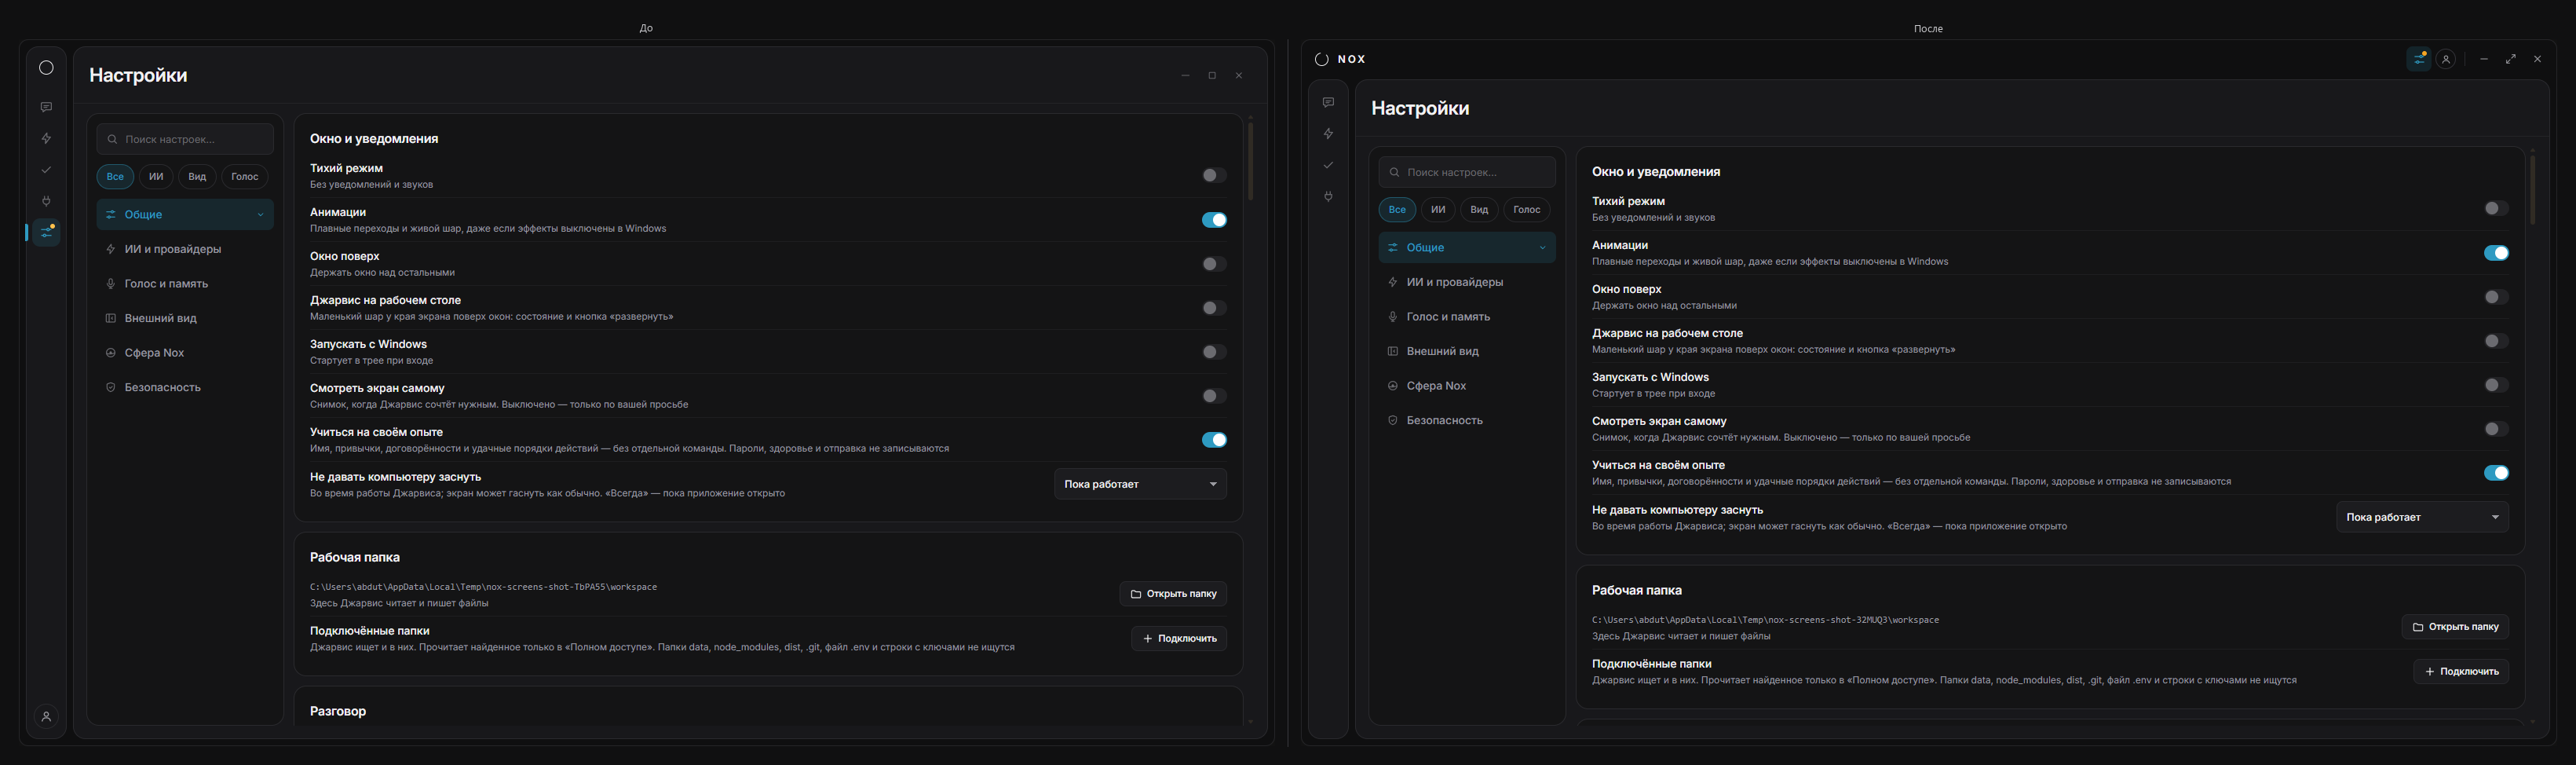 До
Настройки
Поиск настроек...
Все
ИИ
Вид
Голос
Общие
ИИ и провайдеры
Голос и память
Внешний вид
Сфера Nox
Безопасность
Окно и уведомления
Тихий режим
Без уведомлений и звуков
Анимации
Плавные переходы и живой шар, даже если эффекты выключены в Windows
Окно поверх
Держать окно над остальными
Джарвис на рабочем столе
Маленький шар у края экрана поверх окон: состояние и кнопка «развернуть»
Запускать с Windows
Стартует в трее при входе
Смотреть экран самому
Снимок, когда Джарвис сочтёт нужным. Выключено — только по вашей просьбе
Учиться на своём опыте
Имя, привычки, договорённости и удачные порядки действий — без отдельной команды. Пароли, здоровье и отправка не записываются
Не давать компьютеру заснуть
Во время работы Джарвиса; экран может гаснуть как обычно. «Всегда» — пока приложение открыто
Пока работает
Рабочая папка
C:\Users\abdut\AppData\Local\Temp\nox-screens-shot-TbPA55\workspace
Здесь Джарвис читает и пишет файлы
Открыть папку
Подключённые папки
Джарвис ищет и в них. Прочитает найденное только в «Полном доступе». Папки data, node_modules, dist, .git, файл .env и строки с ключами не ищутся
Подключить
Разговор
После
NOX
Настройки
Поиск настроек...
Все
ИИ
Вид
Голос
Общие
ИИ и провайдеры
Голос и память
Внешний вид
Сфера Nox
Безопасность
Окно и уведомления
Тихий режим
Без уведомлений и звуков
Анимации
Плавные переходы и живой шар, даже если эффекты выключены в Windows
Окно поверх
Держать окно над остальными
Джарвис на рабочем столе
Маленький шар у края экрана поверх окон: состояние и кнопка «развернуть»
Запускать с Windows
Стартует в трее при входе
Смотреть экран самому
Снимок, когда Джарвис сочтёт нужным. Выключено — только по вашей просьбе
Учиться на своём опыте
Имя, привычки, договорённости и удачные порядки действий — без отдельной команды. Пароли, здоровье и отправка не записываются
Не давать компьютеру заснуть
Во время работы Джарвиса; экран может гаснуть как обычно. «Всегда» — пока приложение открыто
Пока работает
Рабочая папка
C:\Users\abdut\AppData\Local\Temp\nox-screens-shot-32MUQ3\workspace
Здесь Джарвис читает и пишет файлы
Открыть папку
Подключённые папки
Джарвис ищет и в них. Прочитает найденное только в «Полном доступе». Папки data, node_modules, dist, .git, файл .env и строки с ключами не ищутся
Подключить